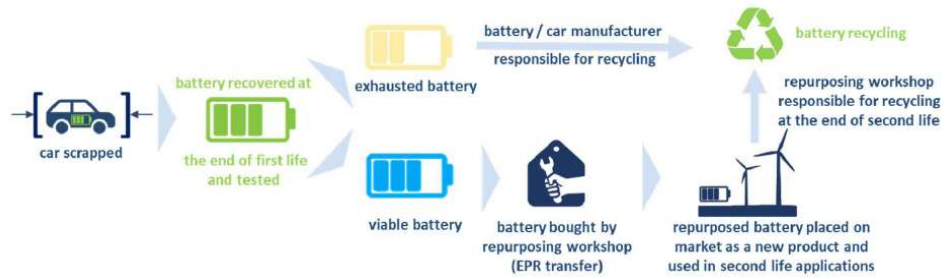 car scrapped
battery recovered at
the end of first life
and tested
exhausted battery
battery / car manufacturer
responsible for recycling
battery recycling
viable battery
battery bought by
repurposing workshop
(EPR transfer)
repurposing workshop
responsible for recycling
at the end of second life
repurposed battery placed on
market as a new product and
used in second life applications